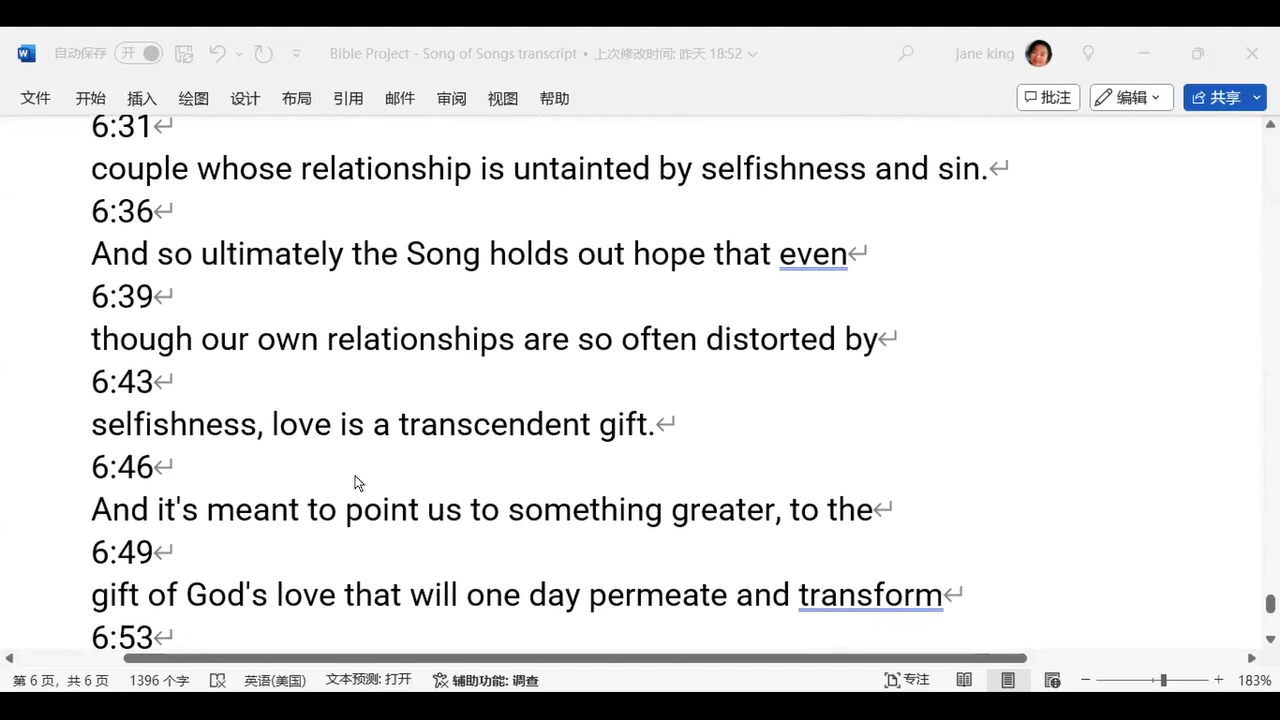 自动保存 开 Bible Project - Song of Songs transcript • 上次修改时间: 昨天 18:52 jane king
文件 开始 插入 绘图 设计 布局 引用 邮件 审阅 视图 帮助 批注 编辑 共享
6:31
couple whose relationship is untainted by selfishness and sin.
6:36
And so ultimately the Song holds out hope that even
6:39
though our own relationships are so often distorted by
6:43
selfishness, love is a transcendent gift.
6:46
And it's meant to point us to something greater, to the
6:49
gift of God's love that will one day permeate and transform
6:53
第 6 页，共 6 页 1396 个字 英语(美国) 文本预测: 打开 辅助功能: 调查 专注 183%